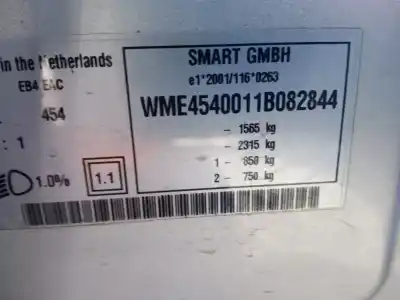 in the Netherlands
EB4 EAC
454
: 1
1.0%
1.1
SMART GMBH
e1*2001/116*0263
WME4540011B082844
- 1565 kg
- 2315 kg
1 - 850 kg
2 - 750 kg